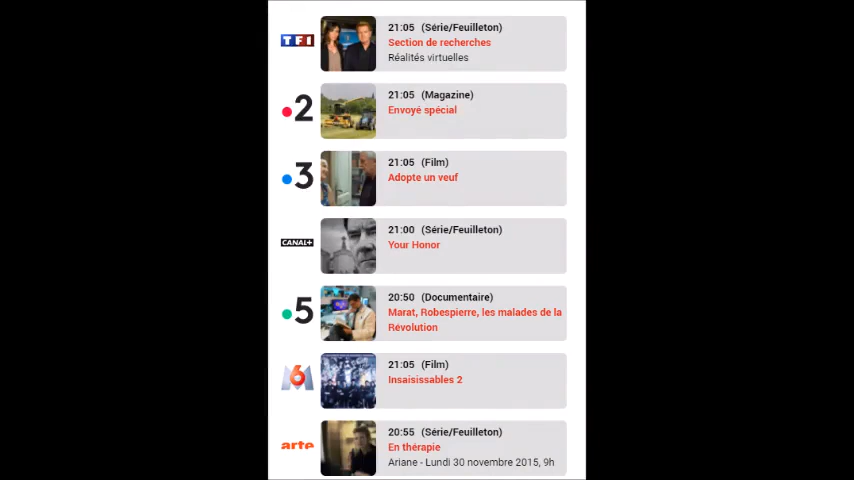 TF1
21:05 (Série/Feuilleton)
Section de recherches
Réalités virtuelles
2
21:05 (Magazine)
Envoyé spécial
3
21:05 (Film)
Adopte un veuf
CANAL+
21:00 (Série/Feuilleton)
Your Honor
5
20:50 (Documentaire)
Marat, Robespierre, les malades de la
Révolution
M6
21:05 (Film)
Insaisissables 2
arte
20:55 (Série/Feuilleton)
En thérapie
Ariane - Lundi 30 novembre 2015, 9h